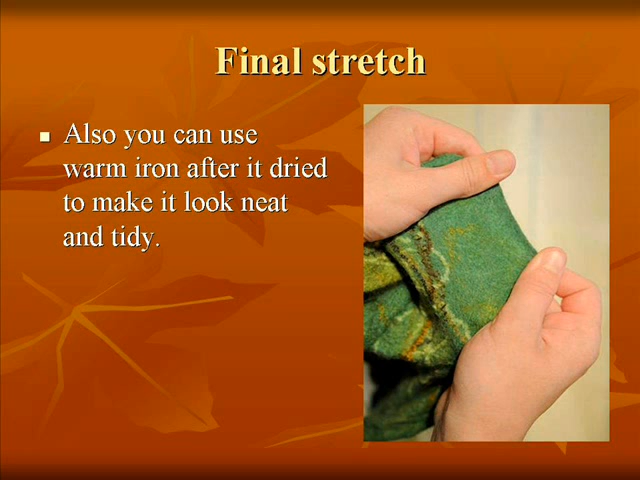 Final stretch
Also you can use
warm iron after it dried
to make it look neat
and tidy.